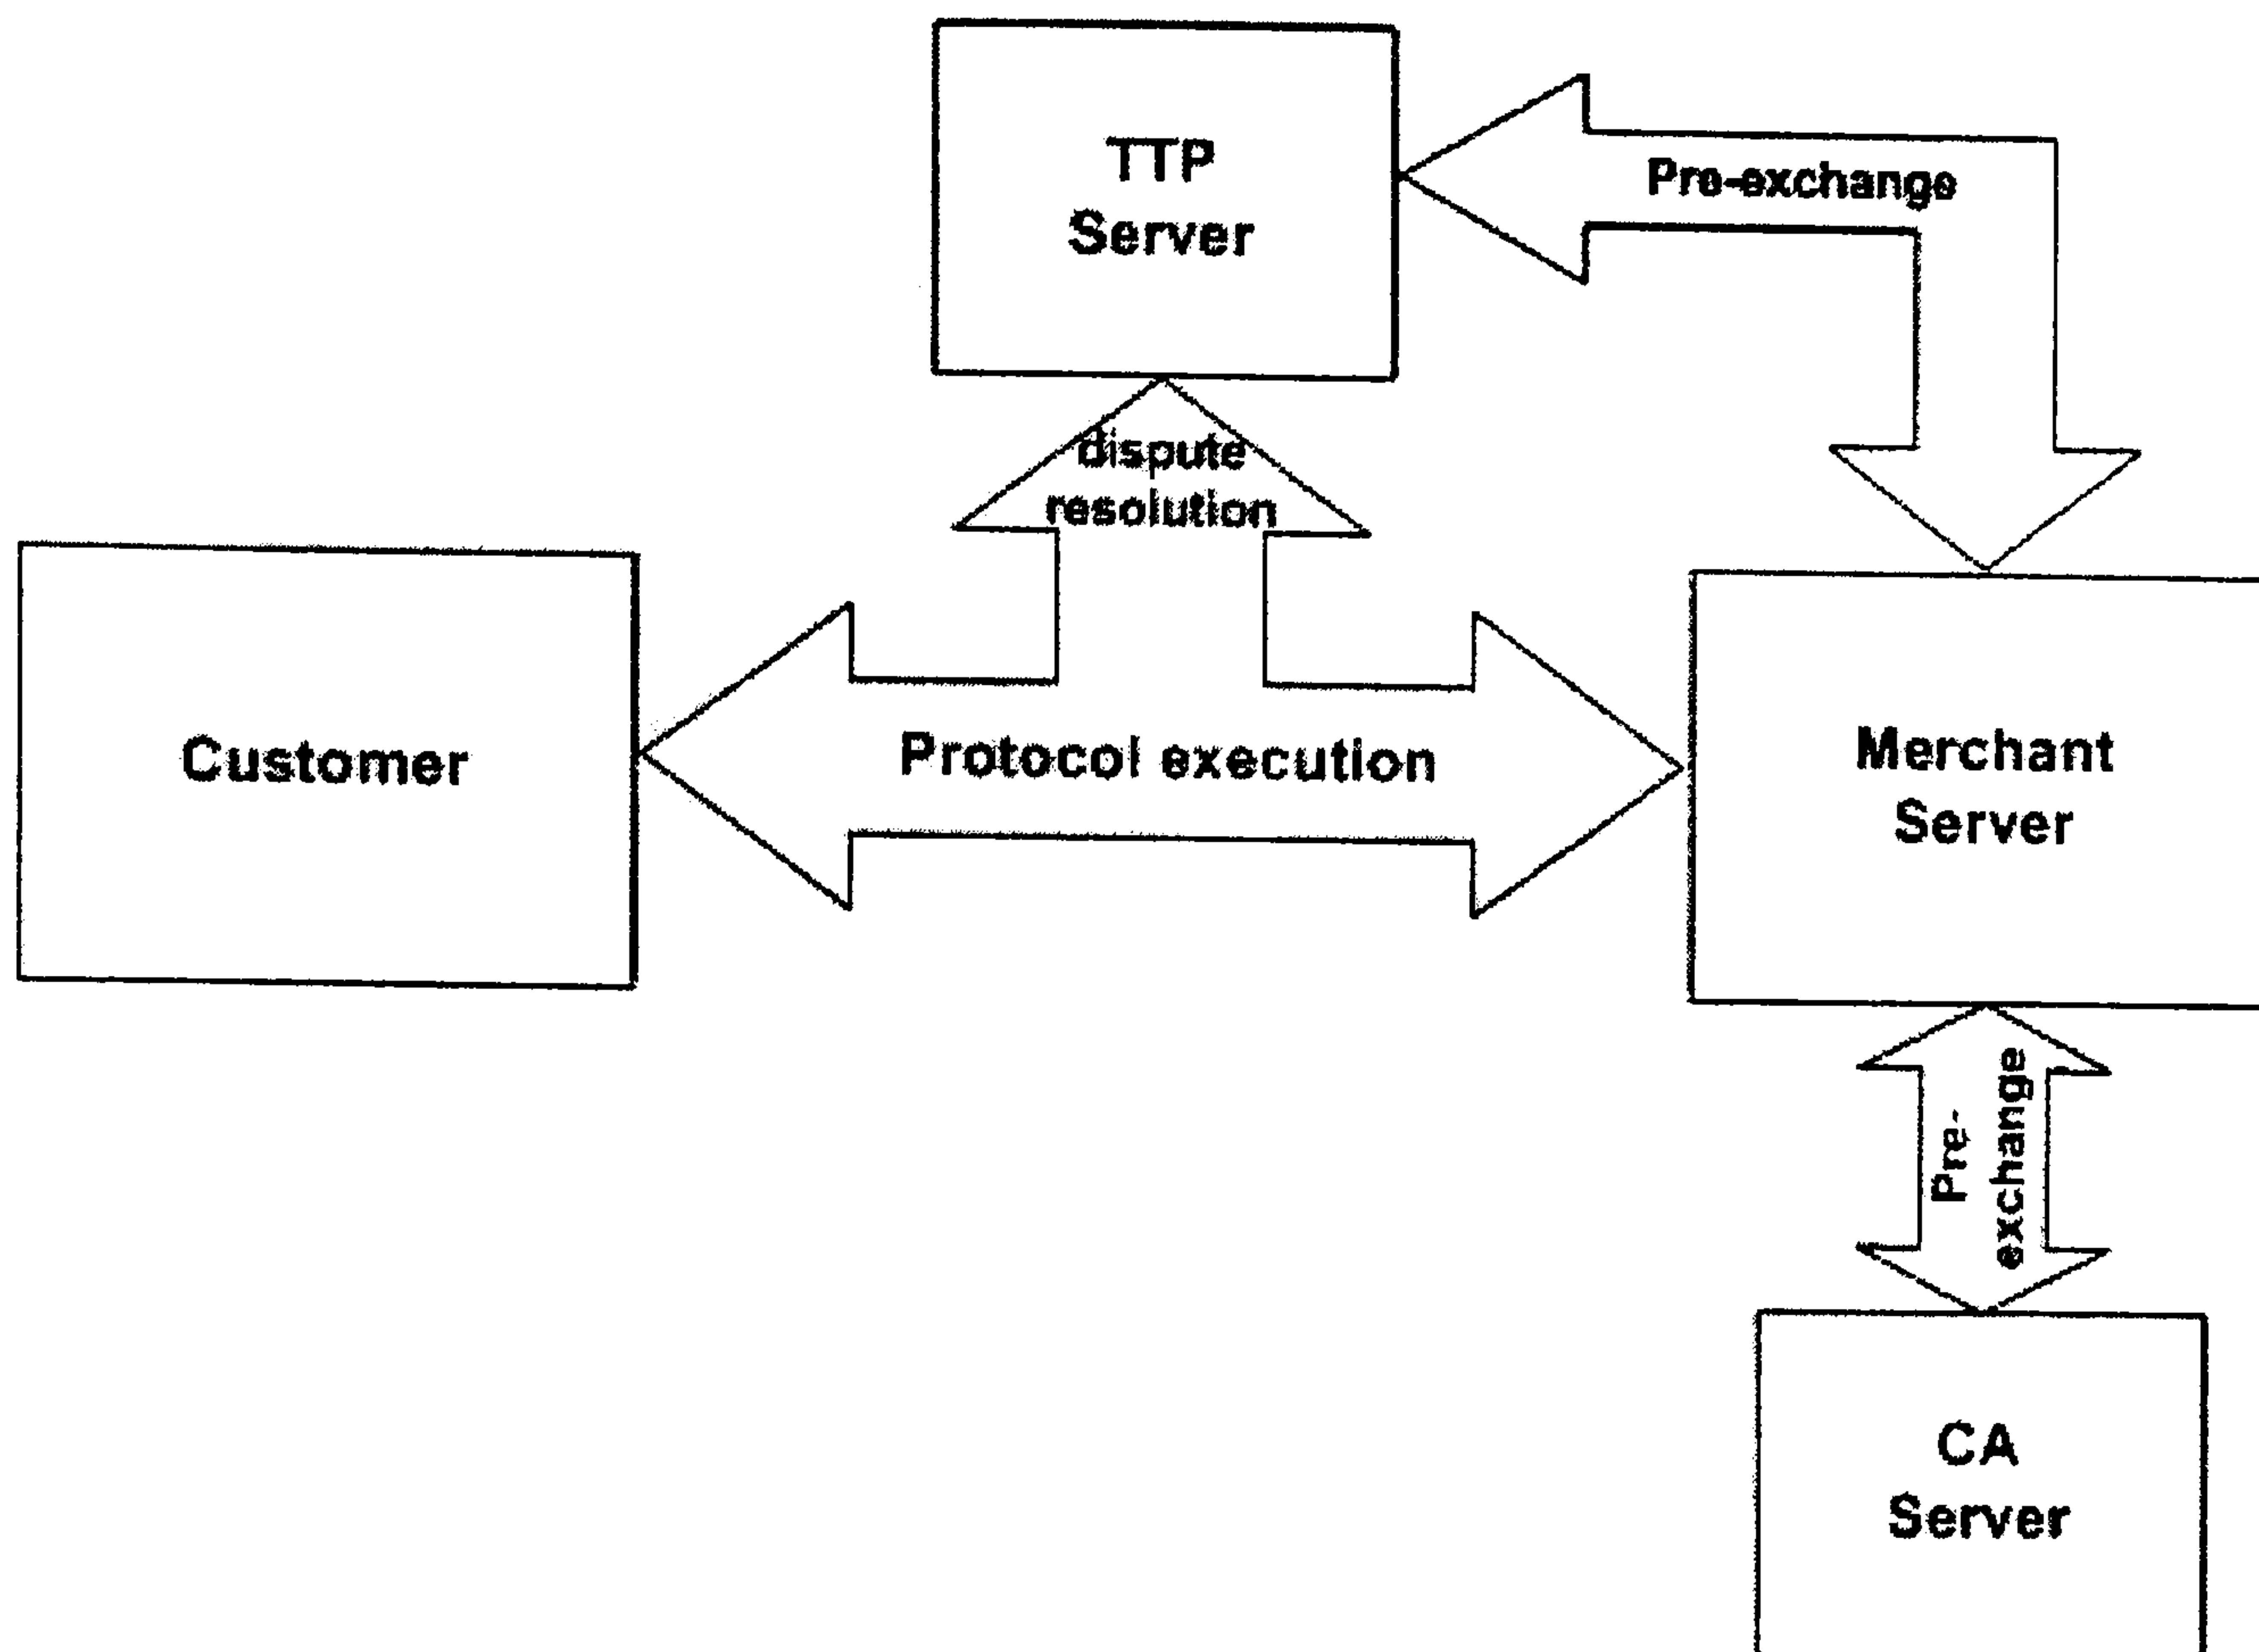 TTP
Server
Pre-exchange
dispute
resolution
Customer
Protocol execution
Merchant
Server
Pre-
exchange
CA
Server